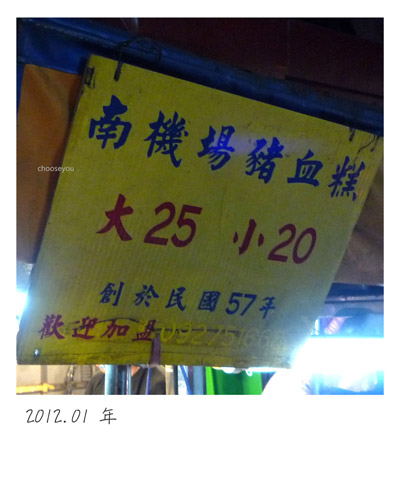 南機場豬血糕
chooseyou
大25 小20
創於民國57年
歡迎加盟
2012.01 年